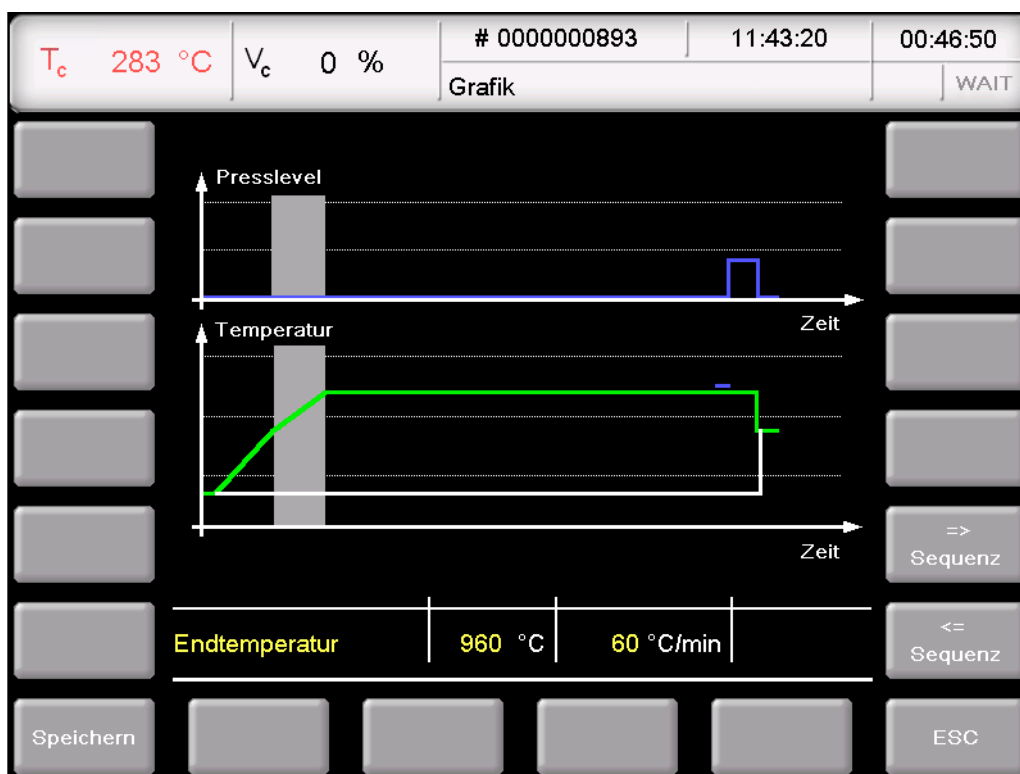 Tc 283 °C Vc 0 % # 0000000893 11:43:20 00:46:50
Grafik WAIT
Presslevel
Zeit
Temperatur
Zeit
=>
Sequenz
Endtemperatur 960 °C 60 °C/min
<=
Sequenz
Speichern ESC